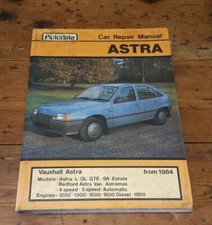 Autodata
Car Repair Manual
ASTRA
Vauxhall Astra
from 1984
Models: Astra · L · GL · GTE · SR · Estate
Bedford Astra Van · Astramax
4 speed · 5 speed · Automatic
Engines: 1200 · 1300 · 1600 · 1600 Diesel · 1800